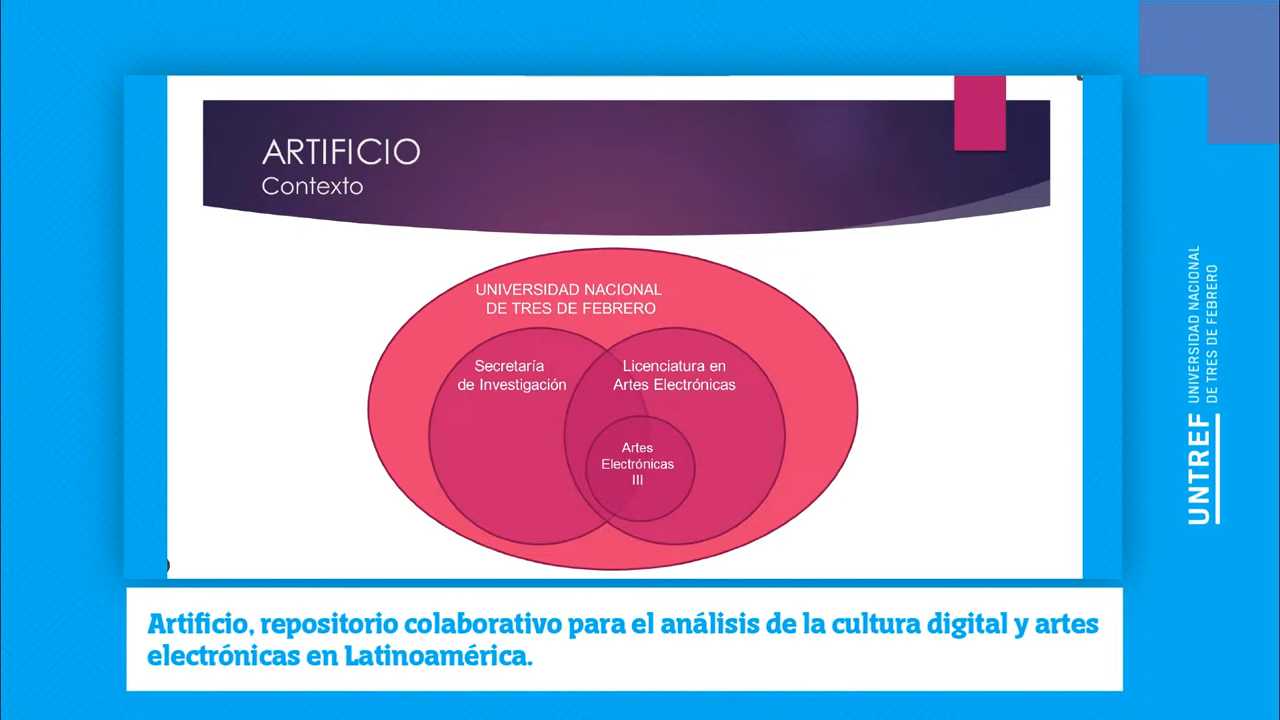 ARTIFICIO
Contexto
UNIVERSIDAD NACIONAL
DE TRES DE FEBRERO
Secretaría
de Investigación
Licenciatura en
Artes Electrónicas
Artes
Electrónicas
III
Artificio, repositorio colaborativo para el análisis de la cultura digital y artes
electrónicas en Latinoamérica.
UNTREF
UNIVERSIDAD NACIONAL
DE TRES DE FEBRERO